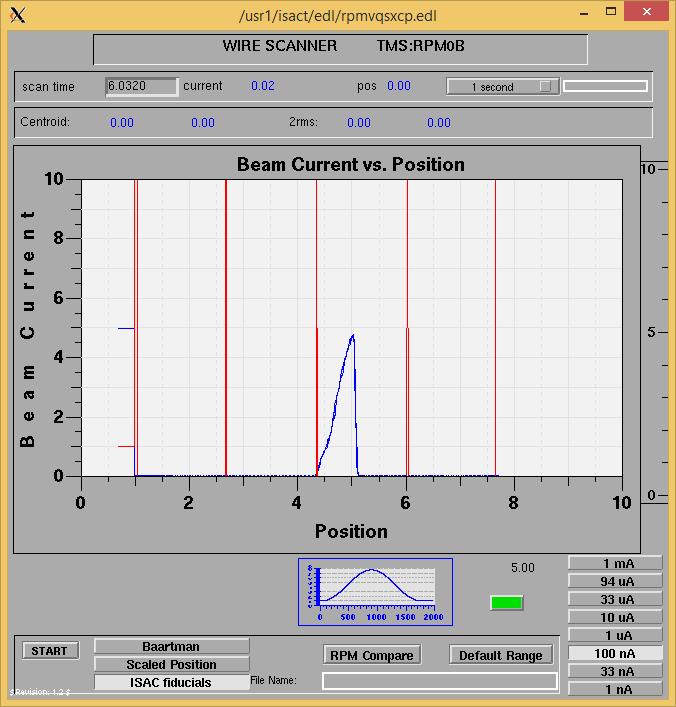 /usr1/isact/edl/rpmvqsxcp.edl
WIRE SCANNER TMS:RPM0B
scan time 6.0320 current 0.02 pos 0.00 1 second
Centroid: 0.00 0.00 2rms: 0.00 0.00
Beam Current vs. Position
10
8
6
4
2
0
Beam Current
0 2 4 6 8 10
Position
10
5
0
5.00
8
0 500 1000 1500 2000
1 mA
94 uA
33 uA
10 uA
1 uA
100 nA
33 nA
1 nA
START
Baartman
Scaled Position
ISAC fiducials
RPM Compare
Default Range
File Name:
$Revision: 1.2 $